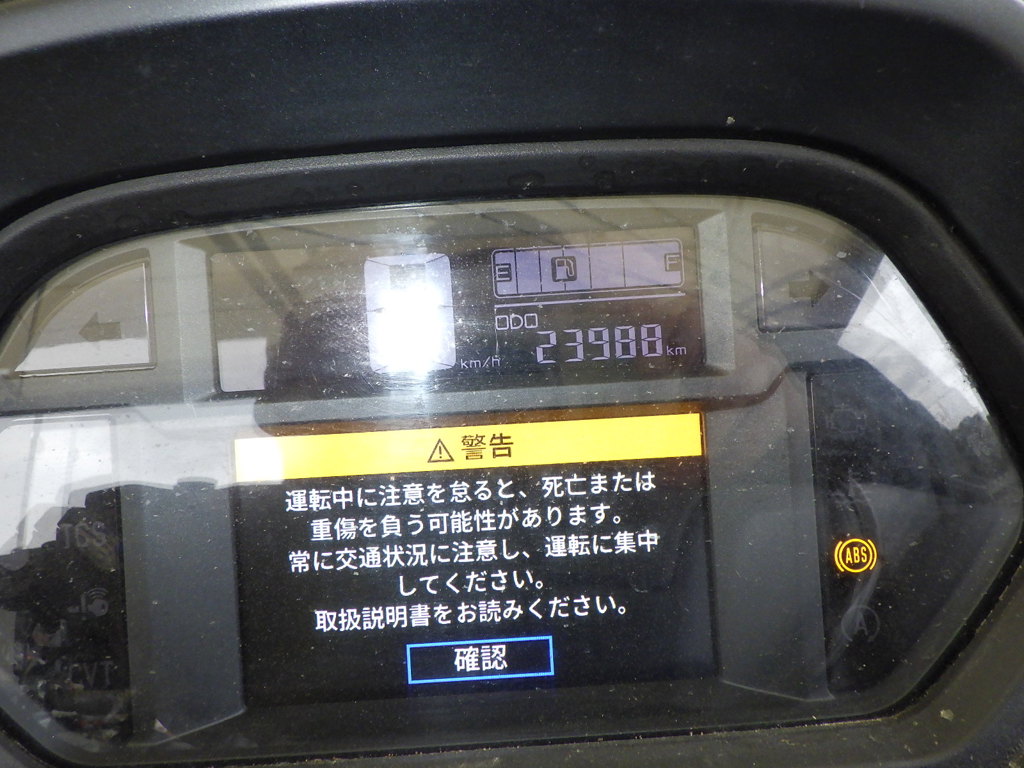 E
F
ODO
23988 km
km/h
⚠警告
運転中に注意を怠ると、死亡または
重傷を負う可能性があります。
常に交通状況に注意し、運転に集中
してください。
取扱説明書をお読みください。
確認
TCS
ABS
A
CVT